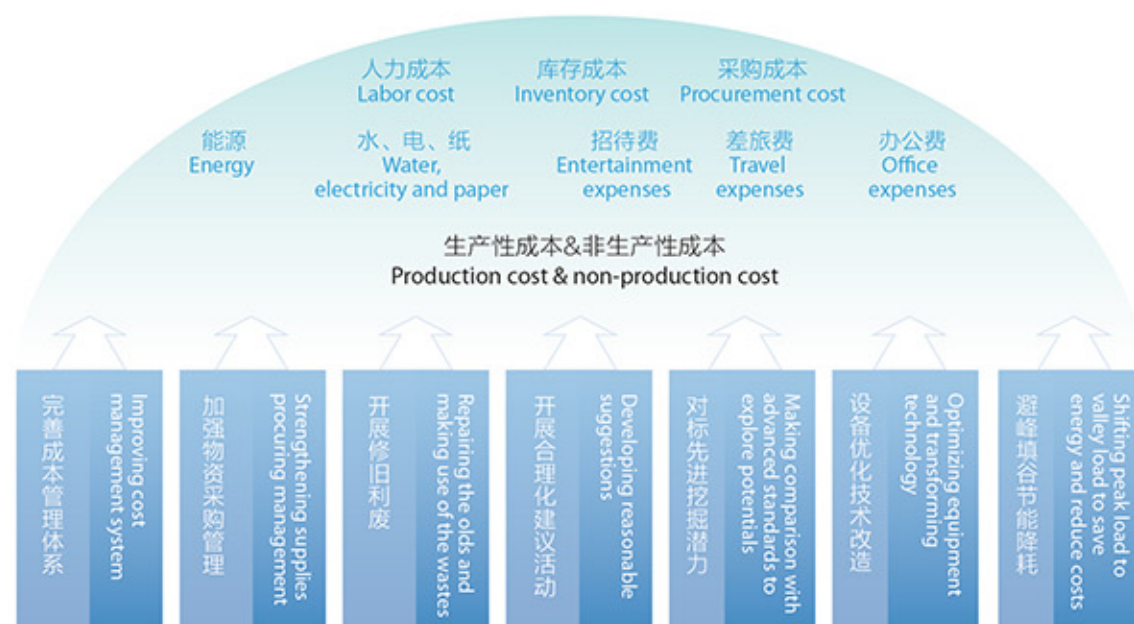 人力成本
Labor cost
库存成本
Inventory cost
采购成本
Procurement cost
能源
Energy
水、电、纸
Water,
electricity and paper
招待费
Entertainment
expenses
差旅费
Travel
expenses
办公费
Office
expenses
生产性成本&非生产性成本
Production cost & non-production cost
完善成本管理体系
Improving cost
management system
加强物资采购管理
Strengthening supplies
procuring management
开展修旧利废
Repairing the olds and
making use of the wastes
开展合理化建议活动
Developing reasonable
suggestions
对标先进挖掘潜力
Making comparison with
advanced standards to
explore potentials
设备优化技术改造
Optimizing equipment
and transforming
technology
避峰填谷节能降耗
Shifting peak load to
valley load to save
energy and reduce costs